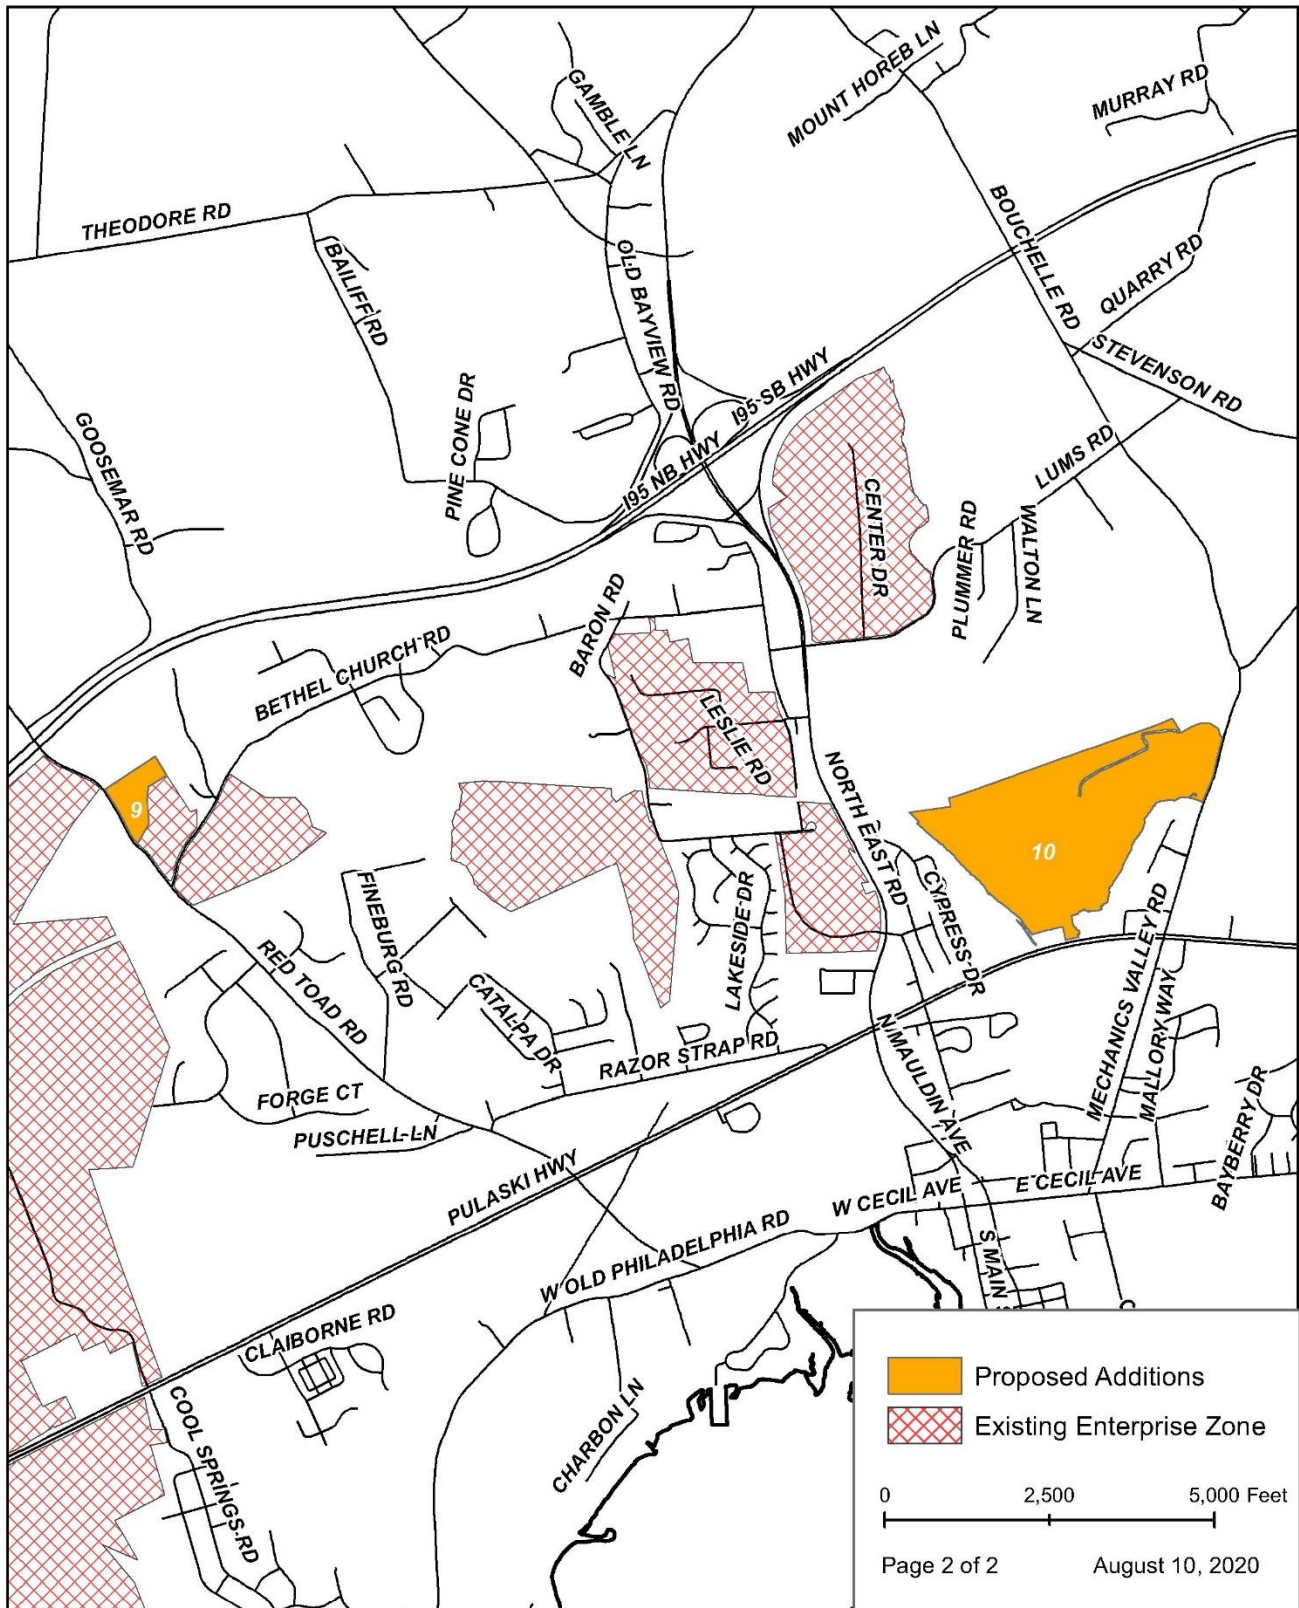 GAMBLE LN
MOUNT HOREB LN
MURRAY RD
THEODORE RD
BAILIFF RD
OLD BAYVIEW RD
BOUCHELLE RD
QUARRY RD
STEVENSON RD
I95 SB HWY
I95 NB HWY
GOOSEMAR RD
PINE CONE DR
CENTER DR
LUMS RD
PLUMMER RD
WALTON LN
BARON RD
BETHEL CHURCH RD
LESLIE RD
NORTH EAST RD
9
10
CYPRESS DR
FINEBURG RD
LAKESIDE DR
RED TOAD RD
CATALPA DR
RAZOR STRAP RD
MECHANICS VALLEY RD
MALLORY WAY
N MAULDIN AVE
FORGE CT
PUSCHELL LN
PULASKI HWY
BAYBERRY DR
W CECIL AVE
E CECIL AVE
W OLD PHILADELPHIA RD
S MAIN
CLAIBORNE RD
COOL SPRINGS RD
CHARBON LN
Proposed Additions
Existing Enterprise Zone
0 2,500 5,000 Feet
Page 2 of 2 August 10, 2020